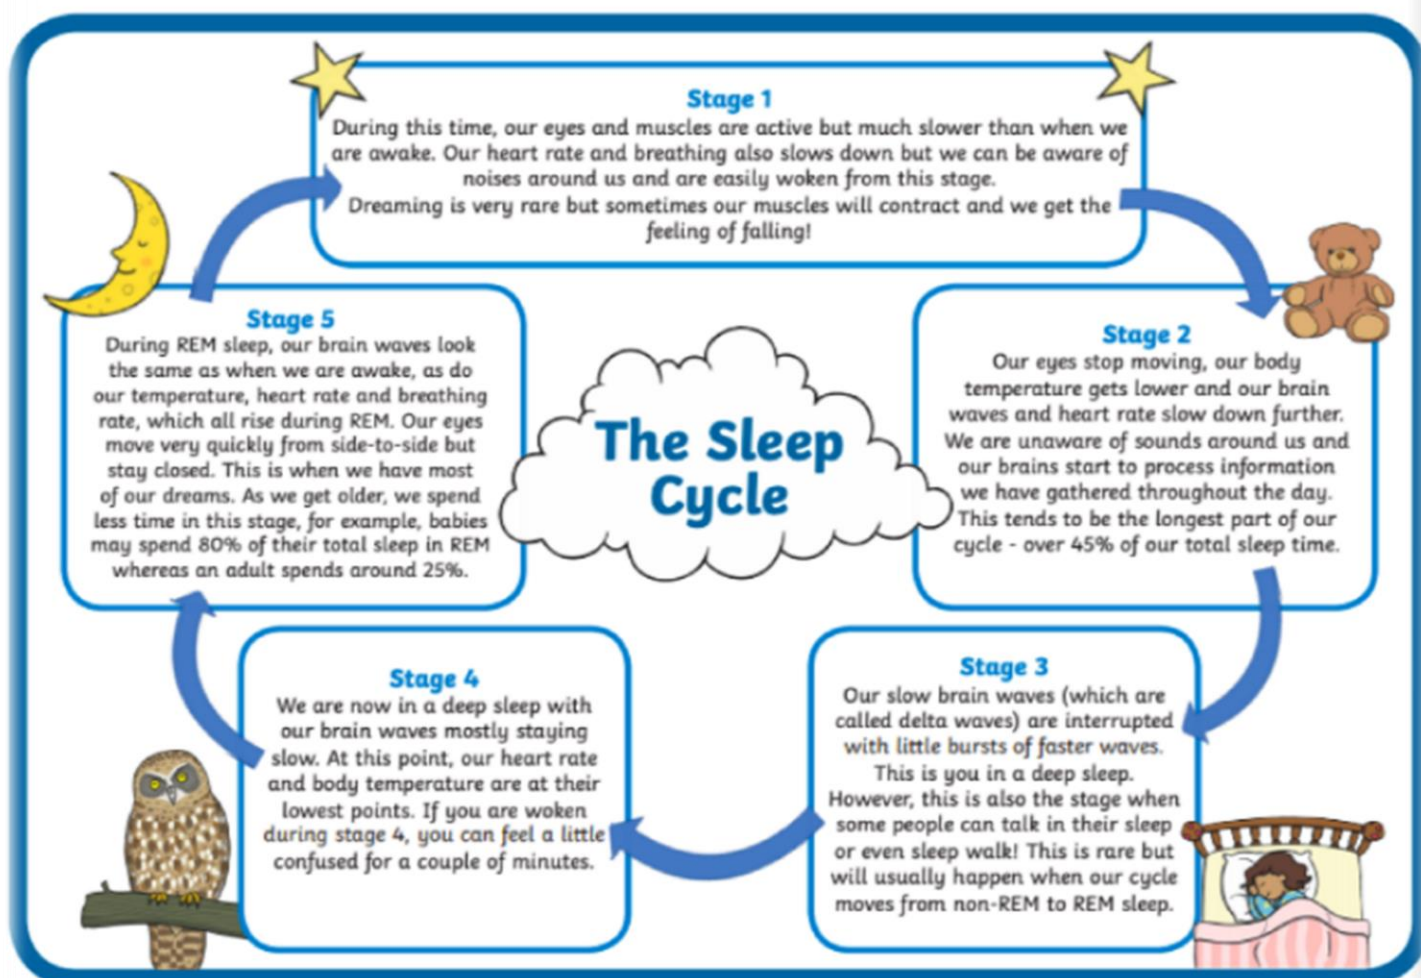 Stage 1
During this time, our eyes and muscles are active but much slower than when we
are awake. Our heart rate and breathing also slows down but we can be aware of
noises around us and are easily woken from this stage.
Dreaming is very rare but sometimes our muscles will contract and we get the
feeling of falling!
Stage 2
Our eyes stop moving, our body
temperature gets lower and our brain
waves and heart rate slow down further.
We are unaware of sounds around us and
our brains start to process information
we have gathered throughout the day.
This tends to be the longest part of our
cycle - over 45% of our total sleep time.
Stage 3
Our slow brain waves (which are
called delta waves) are interrupted
with little bursts of faster waves.
This is you in a deep sleep.
However, this is also the stage when
some people can talk in their sleep
or even sleep walk! This is rare but
will usually happen when our cycle
moves from non-REM to REM sleep.
Stage 4
We are now in a deep sleep with
our brain waves mostly staying
slow. At this point, our heart rate
and body temperature are at their
lowest points. If you are woken
during stage 4, you can feel a little
confused for a couple of minutes.
Stage 5
During REM sleep, our brain waves look
the same as when we are awake, as do
our temperature, heart rate and breathing
rate, which all rise during REM. Our eyes
move very quickly from side-to-side but
stay closed. This is when we have most
of our dreams. As we get older, we spend
less time in this stage, for example, babies
may spend 80% of their total sleep in REM
whereas an adult spends around 25%.
The Sleep
Cycle